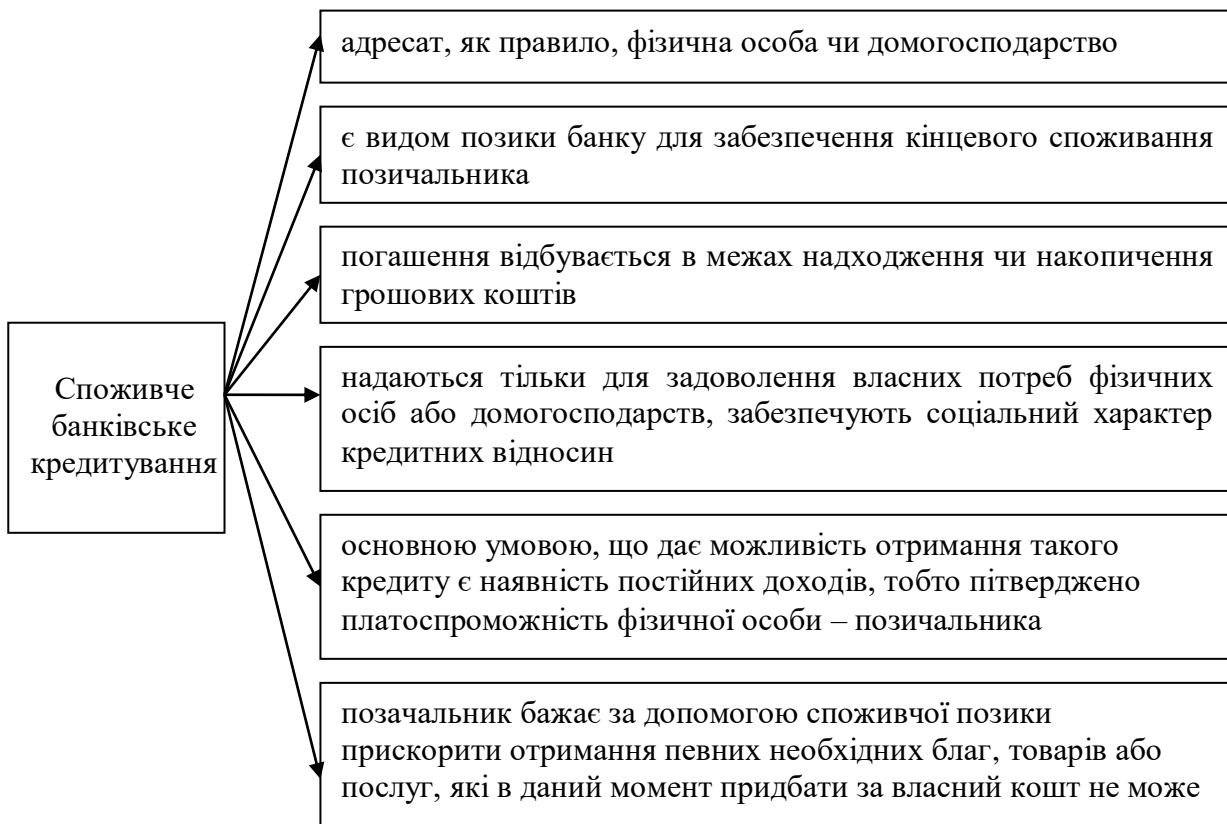 адресат, як правило, фізична особа чи домогосподарство
є видом позики банку для забезпечення кінцевого споживання
позичальника
погашення відбувається в межах надходження чи накопичення
грошових коштів
Споживче
банківське
кредитування
надаються тільки для задоволення власних потреб фізичних
осіб або домогосподарств, забезпечують соціальний характер
кредитних відносин
основною умовою, що дає можливість отримання такого
кредиту є наявність постійних доходів, тобто пітверджено
платоспроможність фізичної особи – позичальника
позачальник бажає за допомогою споживчої позики
прискорити отримання певних необхідних благ, товарів або
послуг, які в даний момент придбати за власний кошт не може